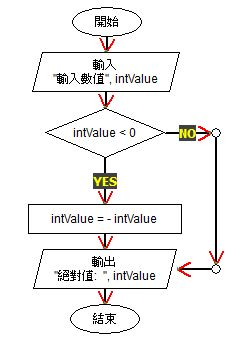 開始
輸入
"輸入數值", intValue
intValue < 0
NO
YES
intValue = - intValue
輸出
"絕對值: ", intValue
結束